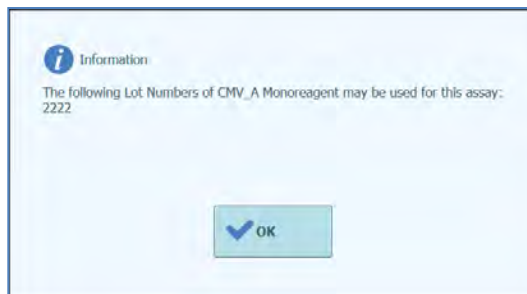 Information
The following Lot Numbers of CMV_A Monoreagent may be used for this assay:
2222
OK